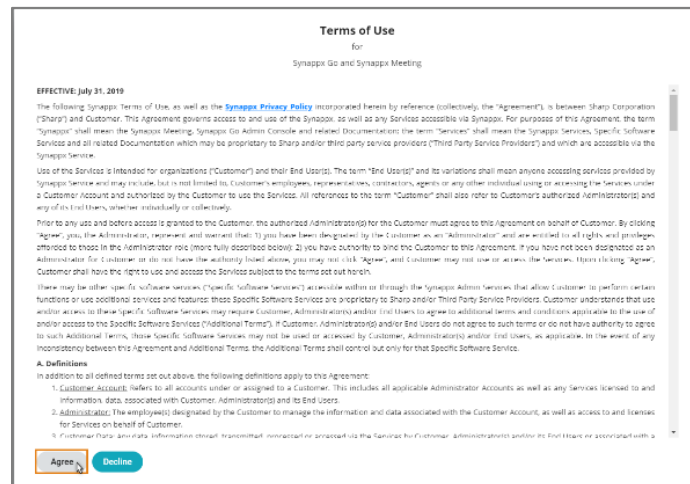 Terms of Use
for
Synappx Go and Synappx Meeting
EFFECTIVE: July 31, 2019
The following Synappx Terms of Use, as well as the Synappx Privacy Policy incorporated herein by reference (collectively, the "Agreement"), is between Sharp Corporation
("Sharp") and Customer. This Agreement governs access to and use of the Synappx, as well as any Services accessible via Synappx. For purposes of this Agreement, the term
"Synappx" shall mean the Synappx Meeting, Synappx Go Admin Console and related Documentation; the term "Services" shall mean the Synappx Services, Specific Software
Services and all related Documentation which may be proprietary to Sharp and/or third party service providers ("Third Party Service Providers") and which are accessible via the
Synappx Service.
Use of the Services is intended for organizations ("Customer") and their End User(s). The term "End User(s)" and its variations shall mean anyone accessing services provided by
Synappx Service and may include, but is not limited to, Customer's employees, representatives, contractors, agents or any other individual using or accessing the Services under
a Customer Account and authorized by the Customer to use the Services. All references to the term "Customer" shall also refer to Customer's authorized Administrator(s) and
any of its End Users, whether individually or collectively.
Prior to any use and before access is granted to the Customer, the authorized Administrator(s) for the Customer must agree to this Agreement on behalf of Customer. By clicking
"Agree", you, the Administrator, represent and warrant that: 1) you have been designated by the Customer as an "Administrator" and are entitled to all rights and privileges
afforded to those in the Administrator role (more fully described below); 2) you have authority to bind the Customer to this Agreement. If you have not been designated as an
Administrator for Customer or do not have the authority listed above, you may not click "Agree", and Customer may not use or access the Services. Upon clicking "Agree",
Customer shall have the right to use and access the Services subject to the terms set out herein.
There may be other specific software services ("Specific Software Services") accessible within or through the Synappx Admin Services that allow Customer to perform certain
functions or use additional services and features; these Specific Software Services are proprietary to Sharp and/or Third Party Service Providers. Customer understands that use
and/or access to these Specific Software Services may require Customer, Administrator(s) and/or End Users to agree to additional terms and conditions applicable to the use of
and/or access to the Specific Software Services ("Additional Terms"). If Customer, Administrator(s) and/or End Users do not agree to such terms or do not have authority to agree
to such Additional Terms, those Specific Software Services may not be used or accessed by Customer, Administrator(s) and/or End Users, as applicable. In the event of any
inconsistency between this Agreement and Additional Terms, the Additional Terms shall control but only for that Specific Software Service.
A. Definitions
In addition to all defined terms set out above, the following definitions apply to this Agreement:
1. Customer Account: Refers to all accounts under or assigned to a Customer. This includes all applicable Administrator Accounts as well as any Services licensed to and
information, data, associated with Customer, Administrator(s) and its End Users.
2. Administrator: The employee(s) designated by the Customer to manage the information and data associated with the Customer Account, as well as access to and licenses
for Services on behalf of Customer.
3. Customer Data: any data, information stored, transmitted, processed or accessed via the Services by Customer, administrator(s) and/or its End Users or associated with a
Agree
Decline